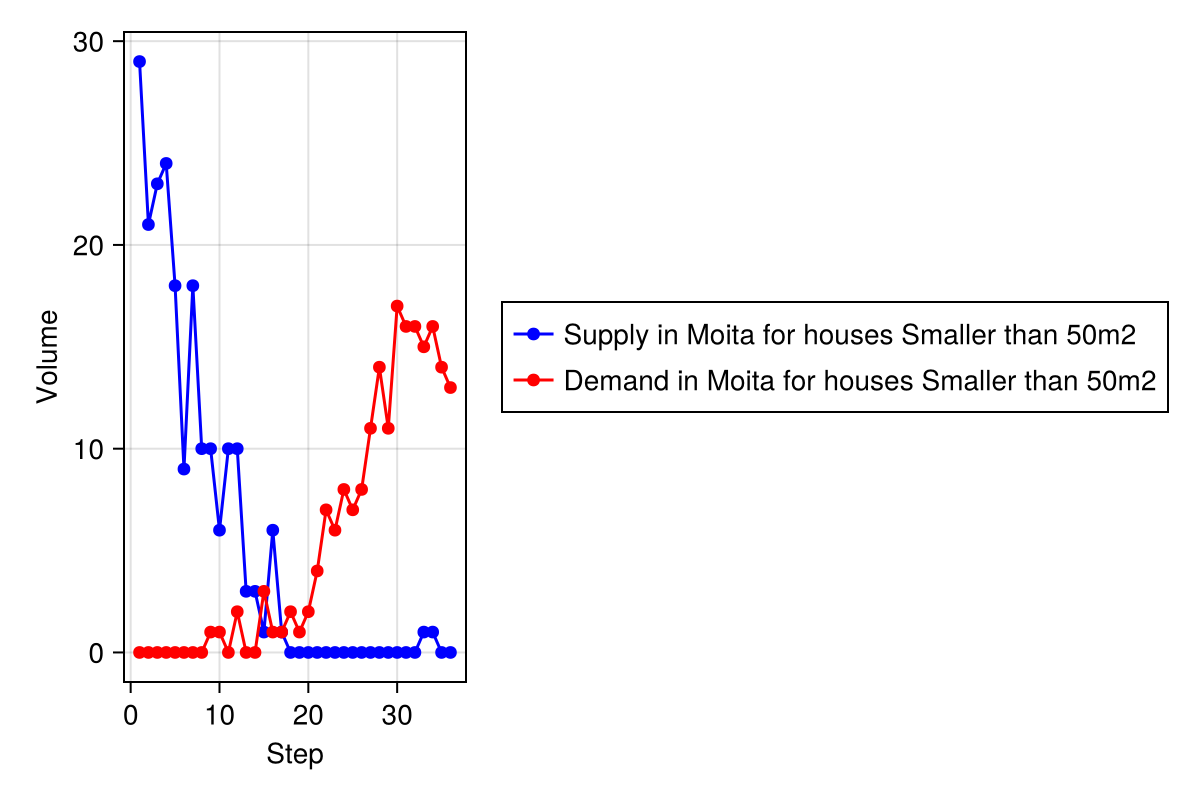 30
20
10
0
Volume
0 10 20 30
Step
Supply in Moita for houses Smaller than 50m2
Demand in Moita for houses Smaller than 50m2